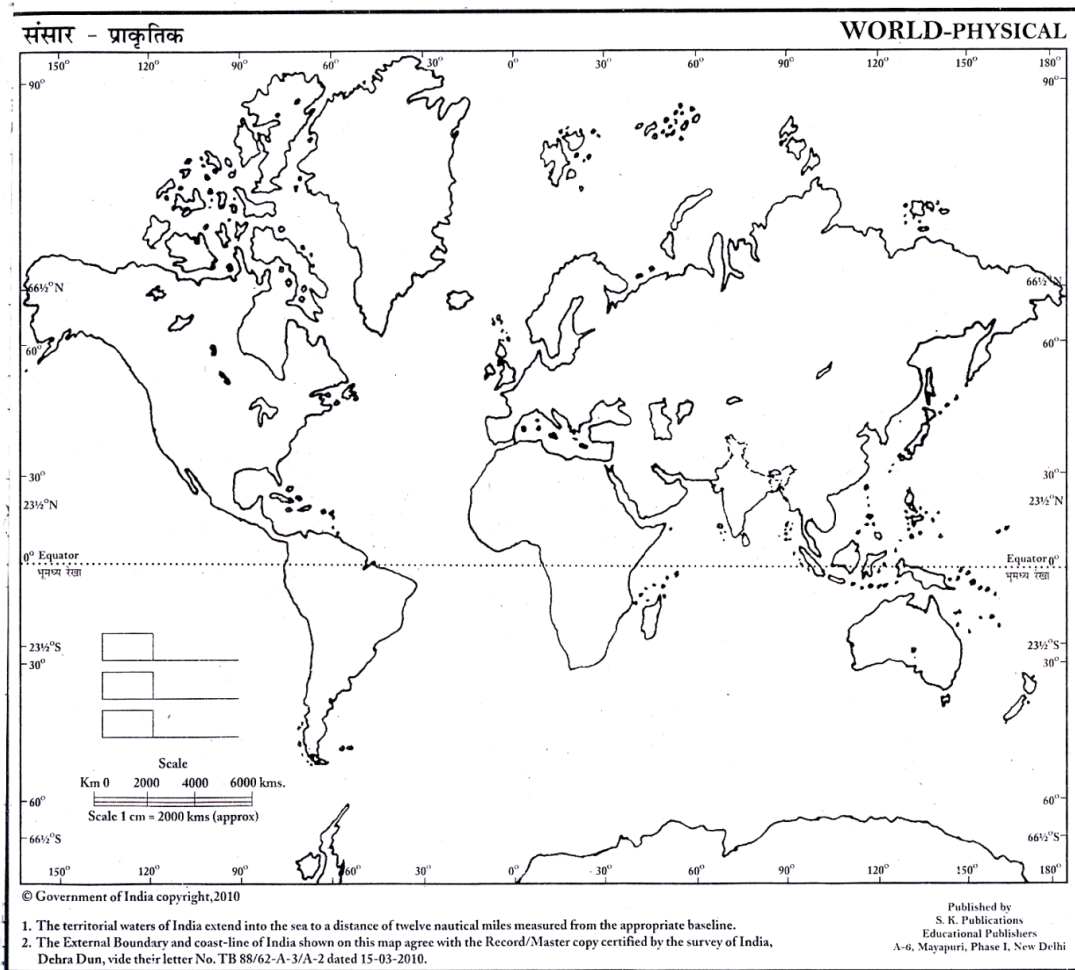 संसार - प्राकृतिक
WORLD-PHYSICAL
150° 120° 90° 60° 30° 0° 30° 60° 90° 120° 150° 180°
90° 90°
66½°N 66½°N
60° 60°
30° 30°
23½°N 23½°N
0° Equator Equator 0°
भूमध्य रेखा भूमध्य रेखा
23½°S 23½°S
30° 30°
Scale
Km 0 2000 4000 6000 kms.
Scale 1 cm = 2000 kms (approx)
60° 60°
66½°S 66½°S
150° 120° 90° 60° 30° 0° 30° 60° 90° 120° 150° 180°
© Government of India copyright,2010
1. The territorial waters of India extend into the sea to a distance of twelve nautical miles measured from the appropriate baseline.
2. The External Boundary and coast-line of India shown on this map agree with the Record/Master copy certified by the survey of India,
Dehra Dun, vide their letter No. TB 88/62-A-3/A-2 dated 15-03-2010.
Published by
S. K. Publications
Educational Publishers
A-6, Mayapuri, Phase I, New Delhi